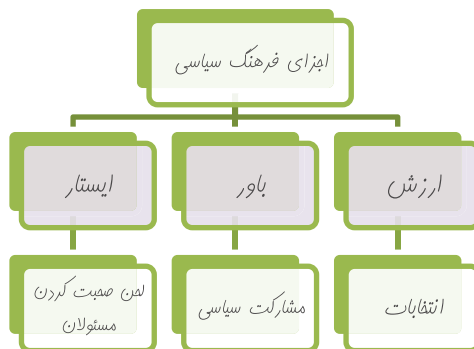 اجزای فرهنگ سیاسی
ارزش
باور
ایستار
انتخابات
مشارکت سیاسی
لحن صحبت کردن
مسئولان